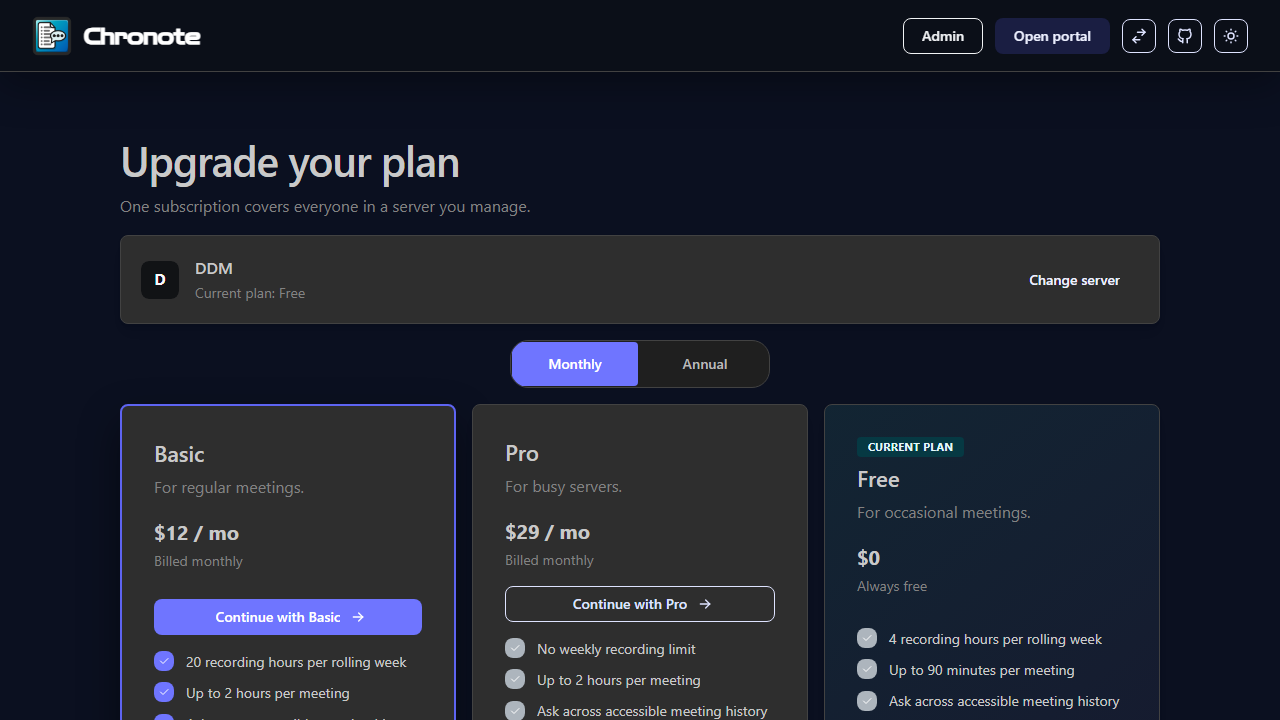 Chronote
Admin
Open portal
Upgrade your plan
One subscription covers everyone in a server you manage.
D
DDM
Current plan: Free
Change server
Monthly
Annual
Basic
For regular meetings.
$12 / mo
Billed monthly
Continue with Basic
20 recording hours per rolling week
Up to 2 hours per meeting
Pro
For busy servers.
$29 / mo
Billed monthly
Continue with Pro
No weekly recording limit
Up to 2 hours per meeting
Ask across accessible meeting history
CURRENT PLAN
Free
For occasional meetings.
$0
Always free
4 recording hours per rolling week
Up to 90 minutes per meeting
Ask across accessible meeting history